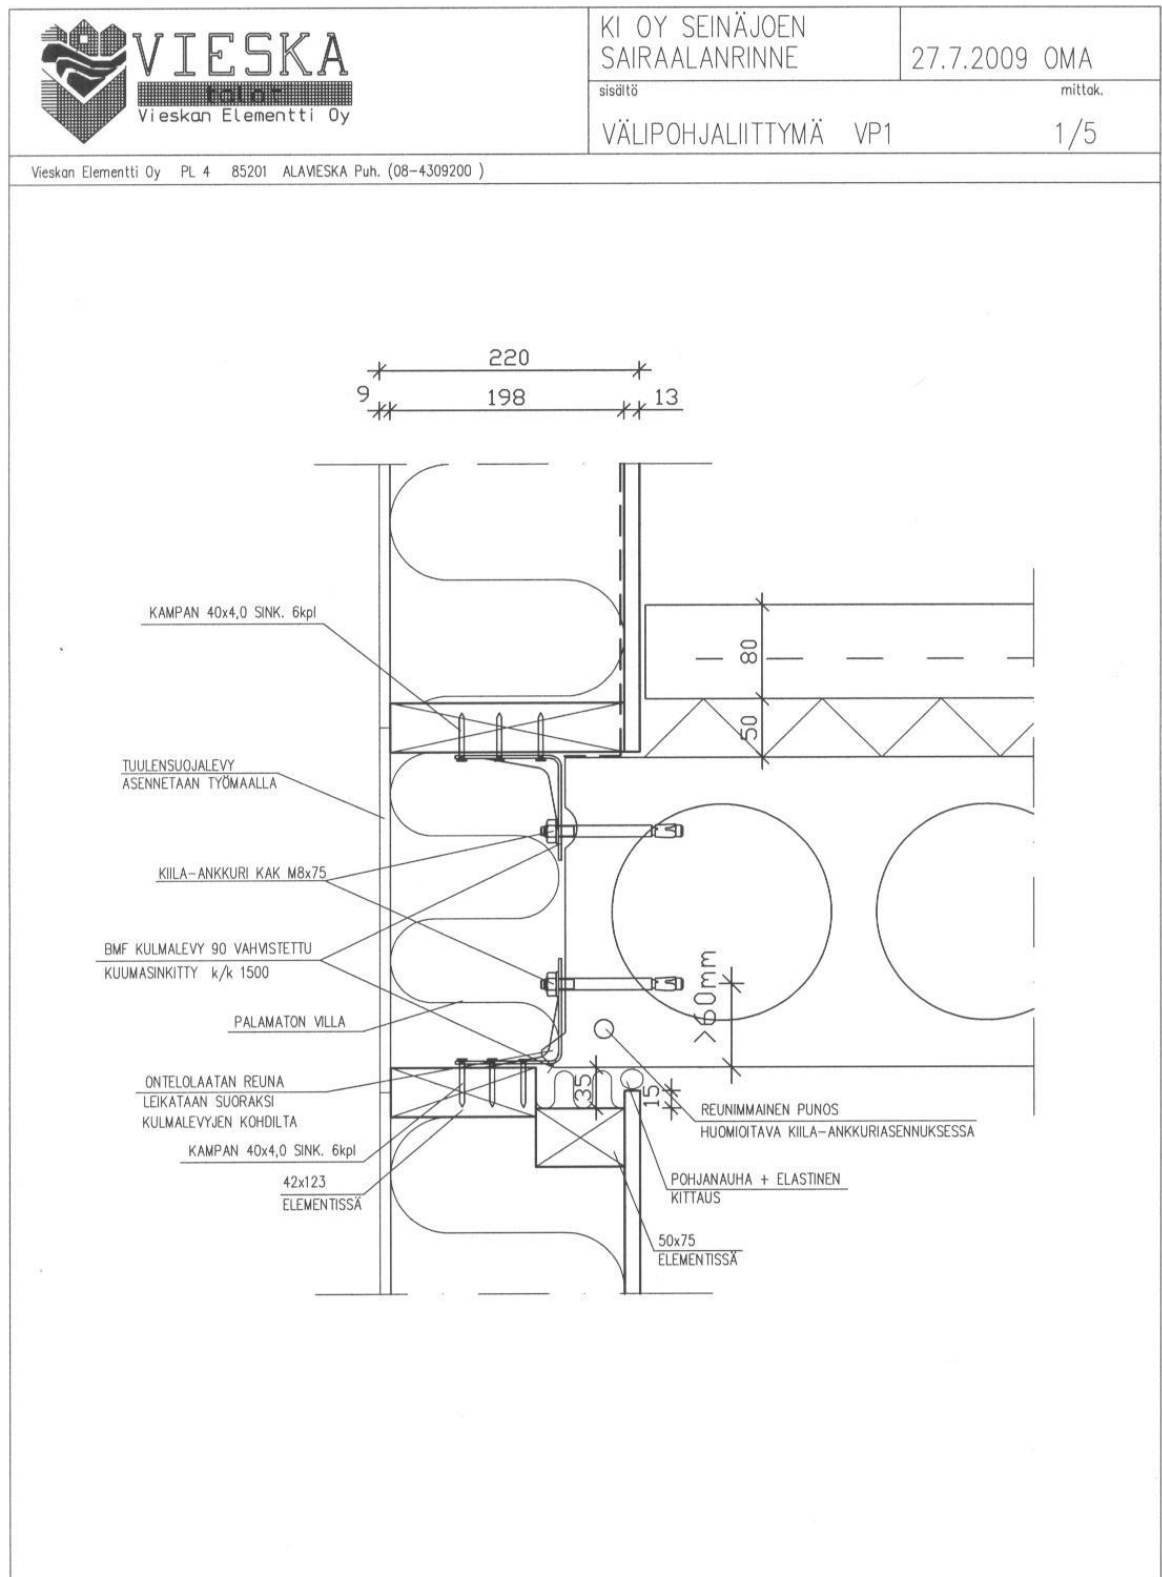 VIESKA
talot
Vieskan Elementti Oy
KI OY SEINÄJOEN
SAIRAALANRINNE
27.7.2009 OMA
sisältö
mittak.
VÄLIPOHJALIITTYMÄ VP1
1/5
Vieskan Elementti Oy PL 4 85201 ALAVIESKA Puh. (08-4309200 )
220
9
198
13
KAMPAN 40x4,0 SINK. 6kpl
80
50
TUULENSUOJALEVY
ASENNETAAN TYÖMAALLA
KIILA-ANKKURI KAK M8x75
BMF KULMALEVY 90 VAHVISTETTU
KUUMASINKITTY k/k 1500
>60mm
PALAMATON VILLA
ONTELOLAATAN REUNA
LEIKATAAN SUORAKSI
KULMALEVYJEN KOHDILTA
35
15
REUNIMMAINEN PUNOS
HUOMIOITAVA KIILA-ANKKURIASENNUKSESSA
KAMPAN 40x4,0 SINK. 6kpl
42x123
ELEMENTISSÄ
POHJANAUHA + ELASTINEN
KITTAUS
50x75
ELEMENTISSÄ